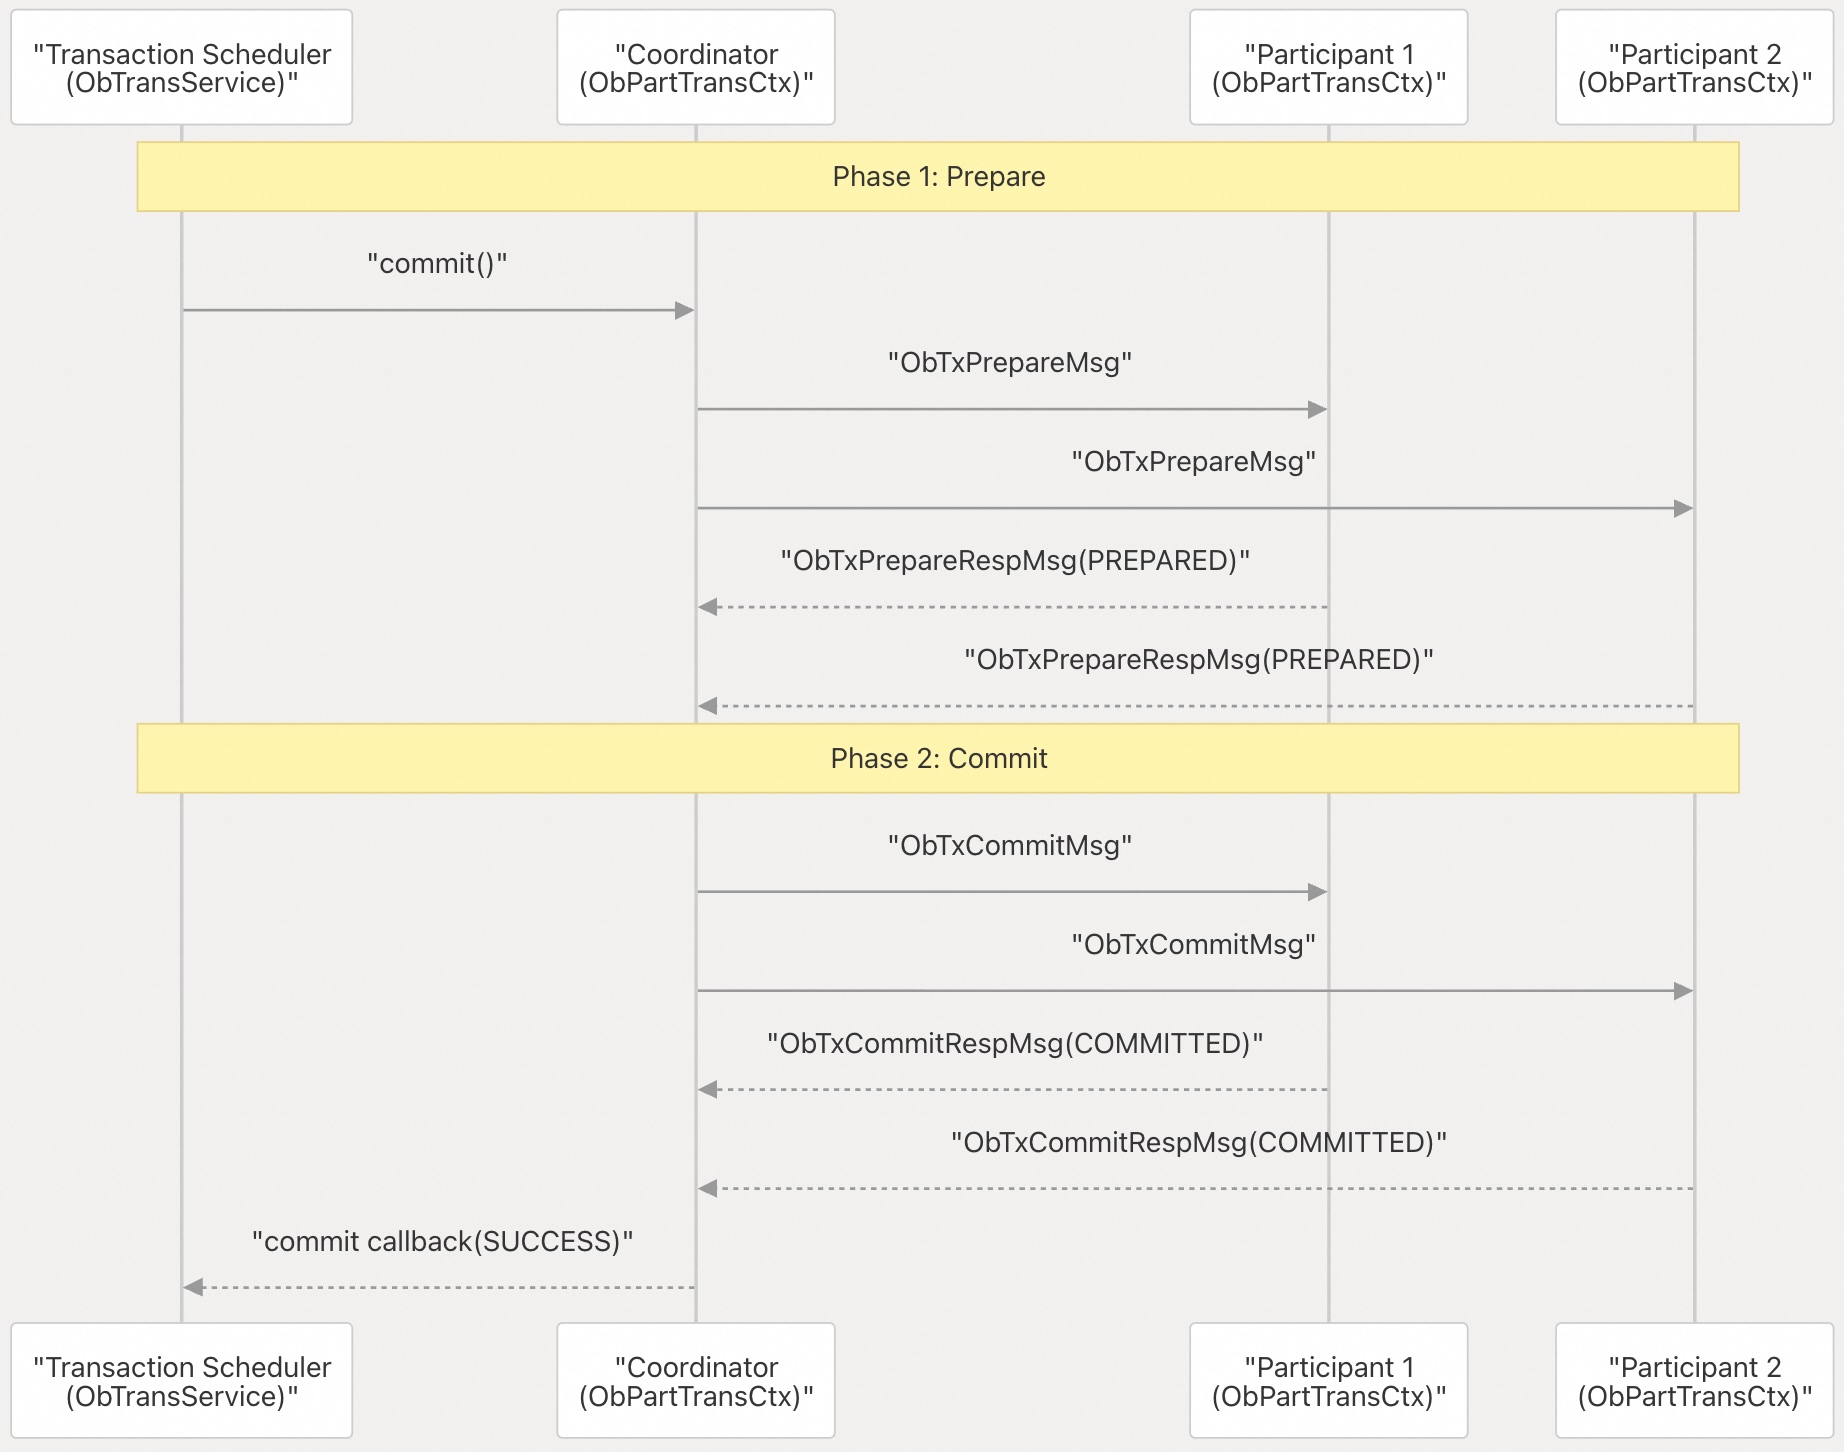 "Transaction Scheduler
(ObTransService)"
"Coordinator
(ObPartTransCtx)"
"Participant 1
(ObPartTransCtx)"
"Participant 2
(ObPartTransCtx)"
Phase 1: Prepare
"commit()"
"ObTxPrepareMsg"
"ObTxPrepareMsg"
"ObTxPrepareRespMsg(PREPARED)"
"ObTxPrepareRespMsg(PREPARED)"
Phase 2: Commit
"ObTxCommitMsg"
"ObTxCommitMsg"
"ObTxCommitRespMsg(COMMITTED)"
"ObTxCommitRespMsg(COMMITTED)"
"commit callback(SUCCESS)"
"Transaction Scheduler
(ObTransService)"
"Coordinator
(ObPartTransCtx)"
"Participant 1
(ObPartTransCtx)"
"Participant 2
(ObPartTransCtx)"